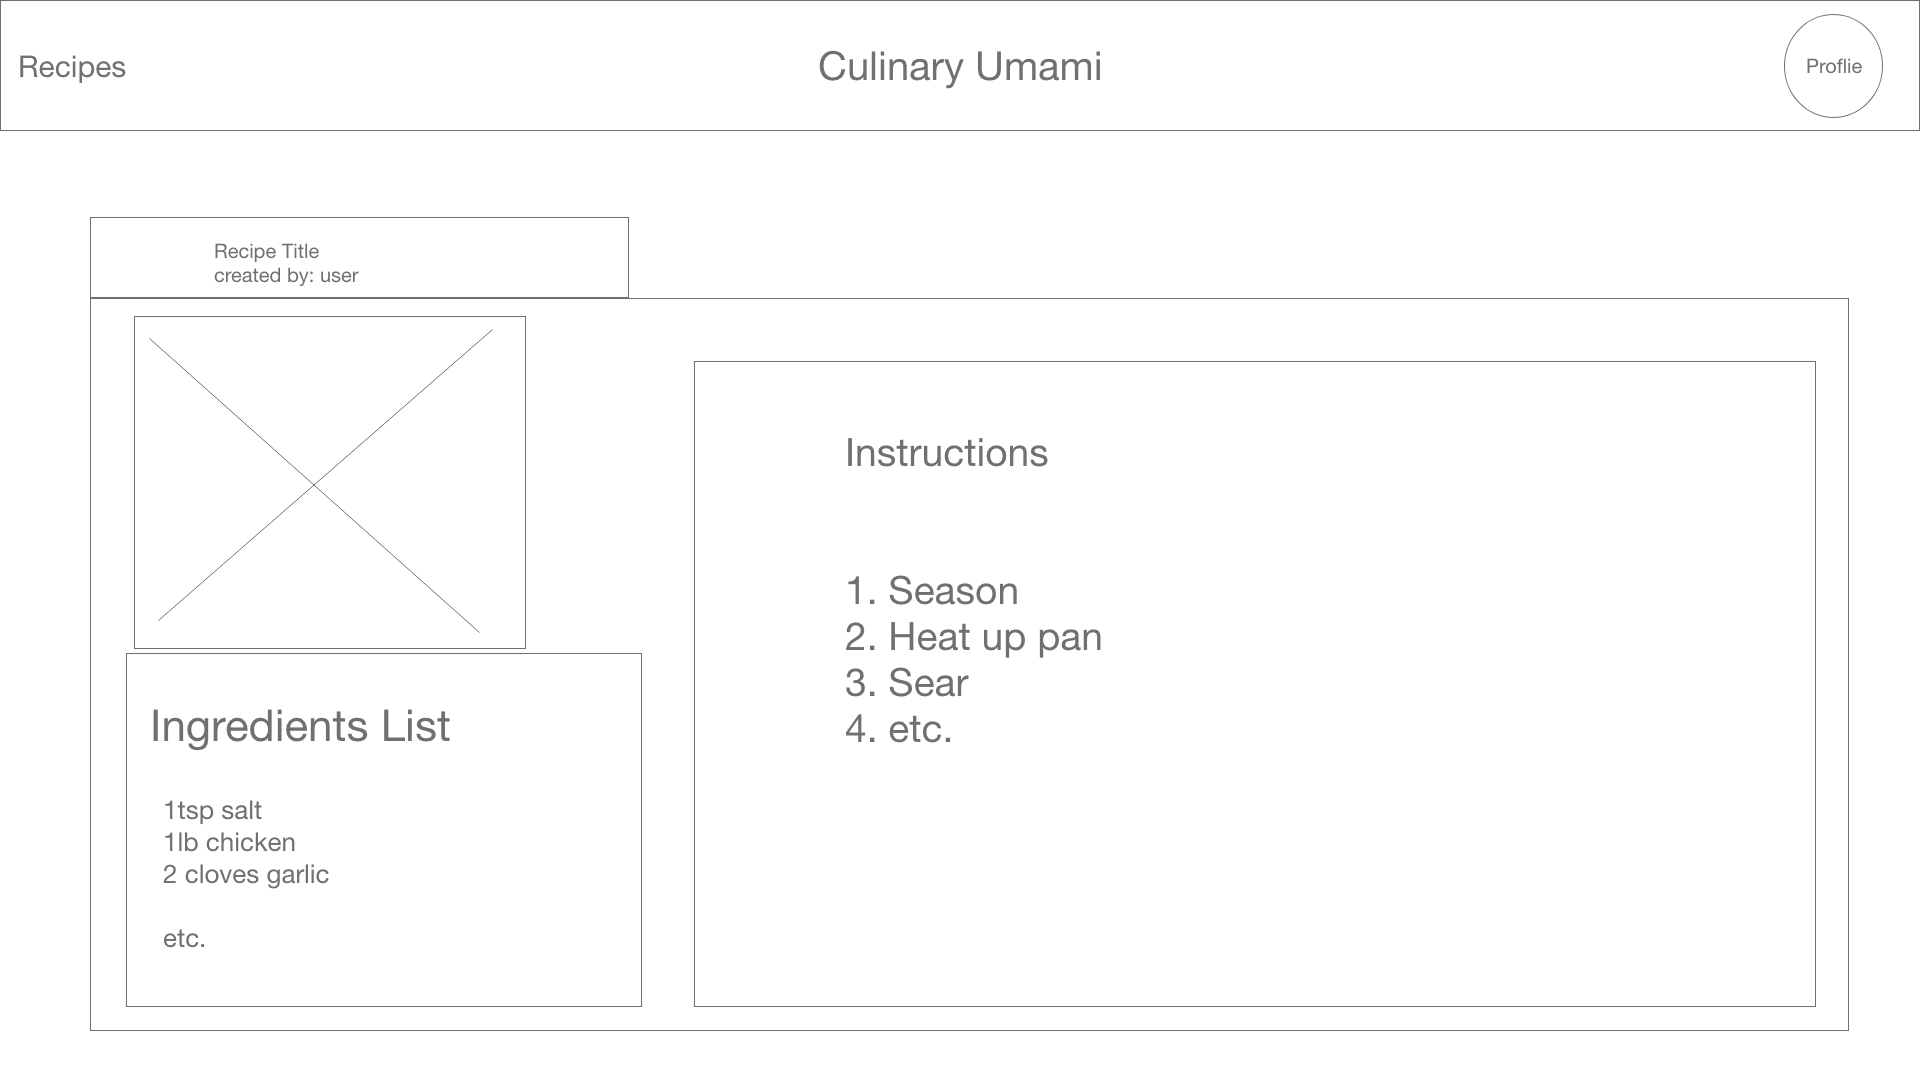 Recipes
Culinary Umami
Proflie
Recipe Title
created by: user
Ingredients List
1tsp salt
1lb chicken
2 cloves garlic
etc.
Instructions
1. Season
2. Heat up pan
3. Sear
4. etc.